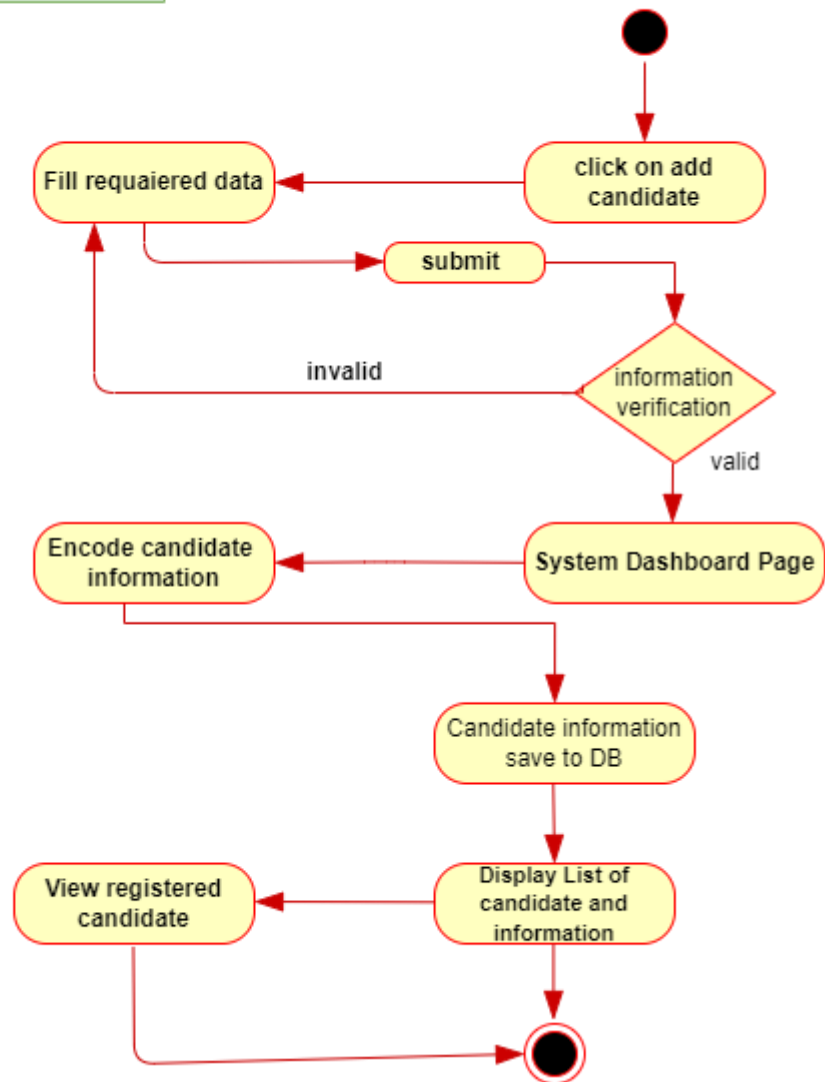 click on add
candidate
Fill requaiered data
submit
information
verification
invalid
valid
System Dashboard Page
Encode candidate
information
Candidate information
save to DB
Display List of
candidate and
information
View registered
candidate